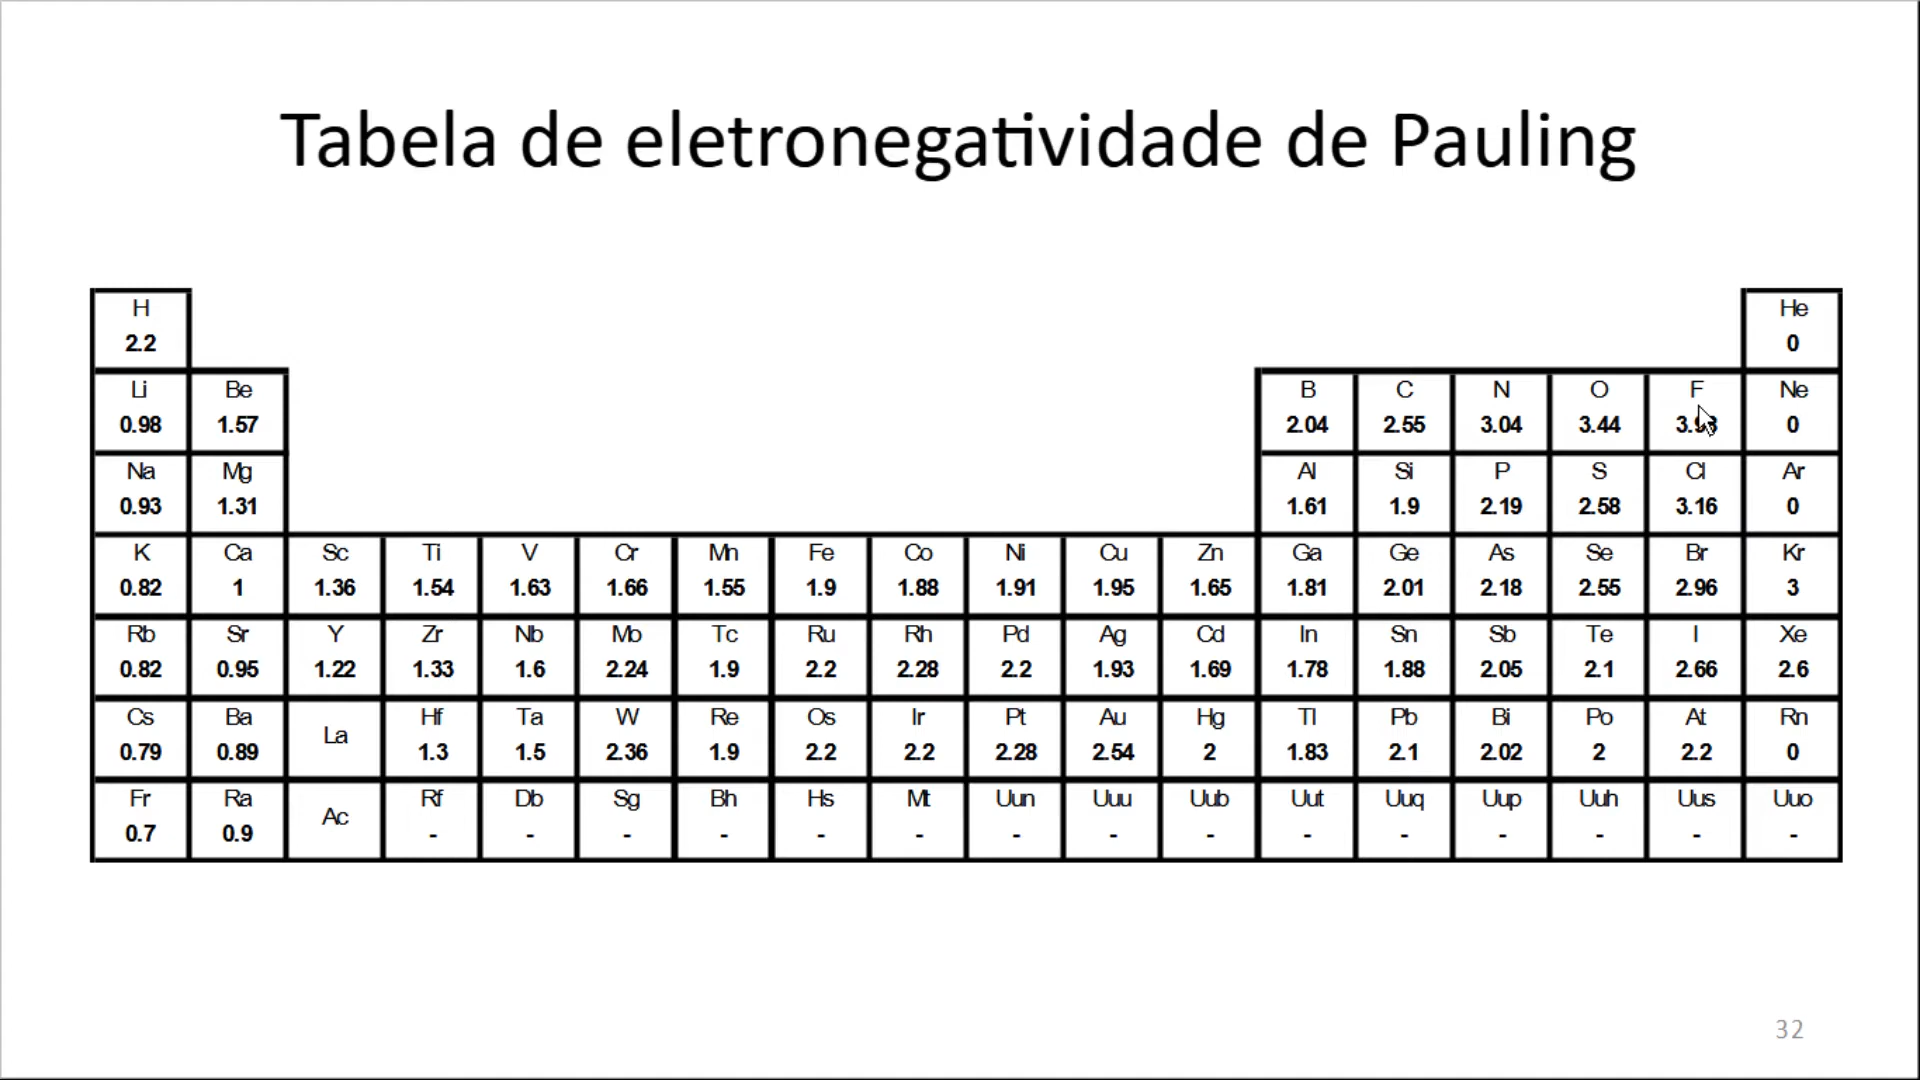 Tabela de eletronegatividade de Pauling
H He
2.2 0
Li Be B C N O F Ne
0.98 1.57 2.04 2.55 3.04 3.44 0
Na Mg Al Si P S Cl Ar
0.93 1.31 1.61 1.9 2.19 2.58 3.16 0
K Ca Sc Ti V Cr Mn Fe Co Ni Cu Zn Ga Ge As Se Br Kr
0.82 1 1.36 1.54 1.63 1.66 1.55 1.9 1.88 1.91 1.95 1.65 1.81 2.01 2.18 2.55 2.96 3
Rb Sr Y Zr Nb Mo Tc Ru Rh Pd Ag Cd In Sn Sb Te I Xe
0.82 0.95 1.22 1.33 1.6 2.24 1.9 2.2 2.28 2.2 1.93 1.69 1.78 1.88 2.05 2.1 2.66 2.6
Cs Ba La Hf Ta W Re Os Ir Pt Au Hg Tl Pb Bi Po At Rn
0.79 0.89 1.3 1.5 2.36 1.9 2.2 2.2 2.28 2.54 2 1.83 2.1 2.02 2 2.2 0
Fr Ra Ac Rf Db Sg Bh Hs Mt Uun Uuu Uub Uut Uuq Uup Uuh Uus Uuo
0.7 0.9 - - - - - - - - - - - - - - -
32